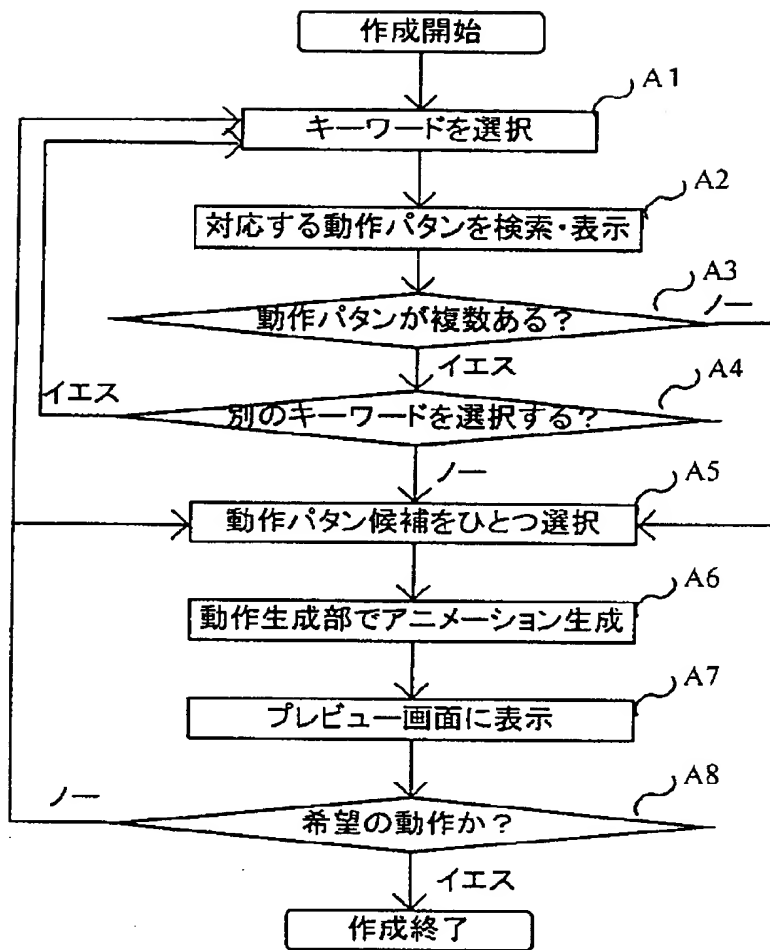 作成開始
A1
キーワードを選択
A2
対応する動作パタンを検索・表示
A3
動作パタンが複数ある?
ノー
イエス
イエス
A4
別のキーワードを選択する?
ノー
A5
動作パタン候補をひとつ選択
A6
動作生成部でアニメーション生成
A7
プレビュー画面に表示
A8
ノー
希望の動作か?
イエス
作成終了